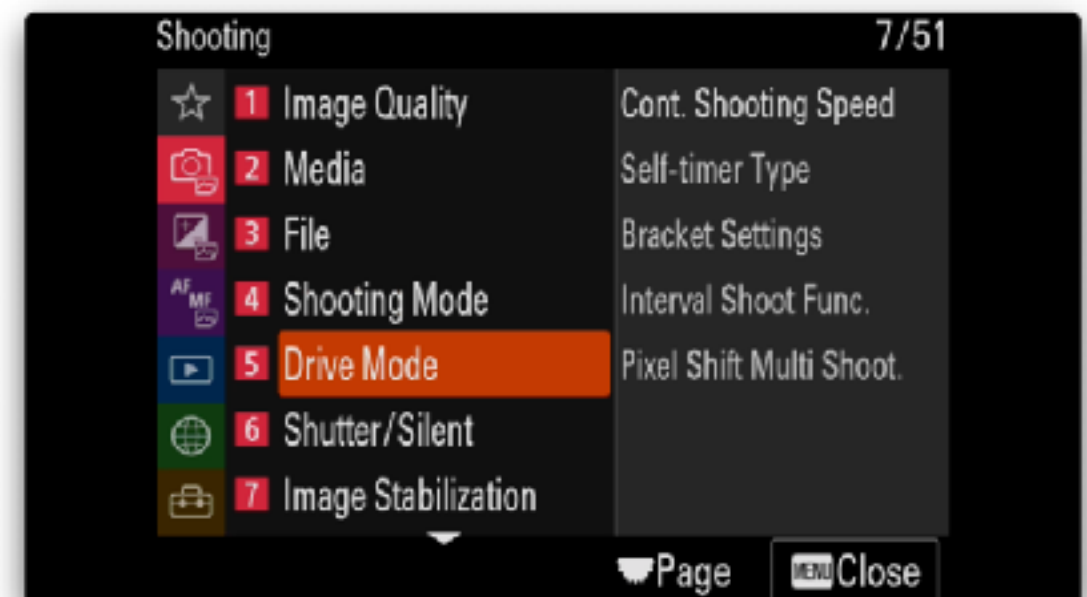 Shooting 7/51
AF MF
1 Image Quality
2 Media
3 File
4 Shooting Mode
5 Drive Mode
6 Shutter/Silent
7 Image Stabilization
Cont. Shooting Speed
Self-timer Type
Bracket Settings
Interval Shoot Func.
Pixel Shift Multi Shoot.
Page
MENU Close